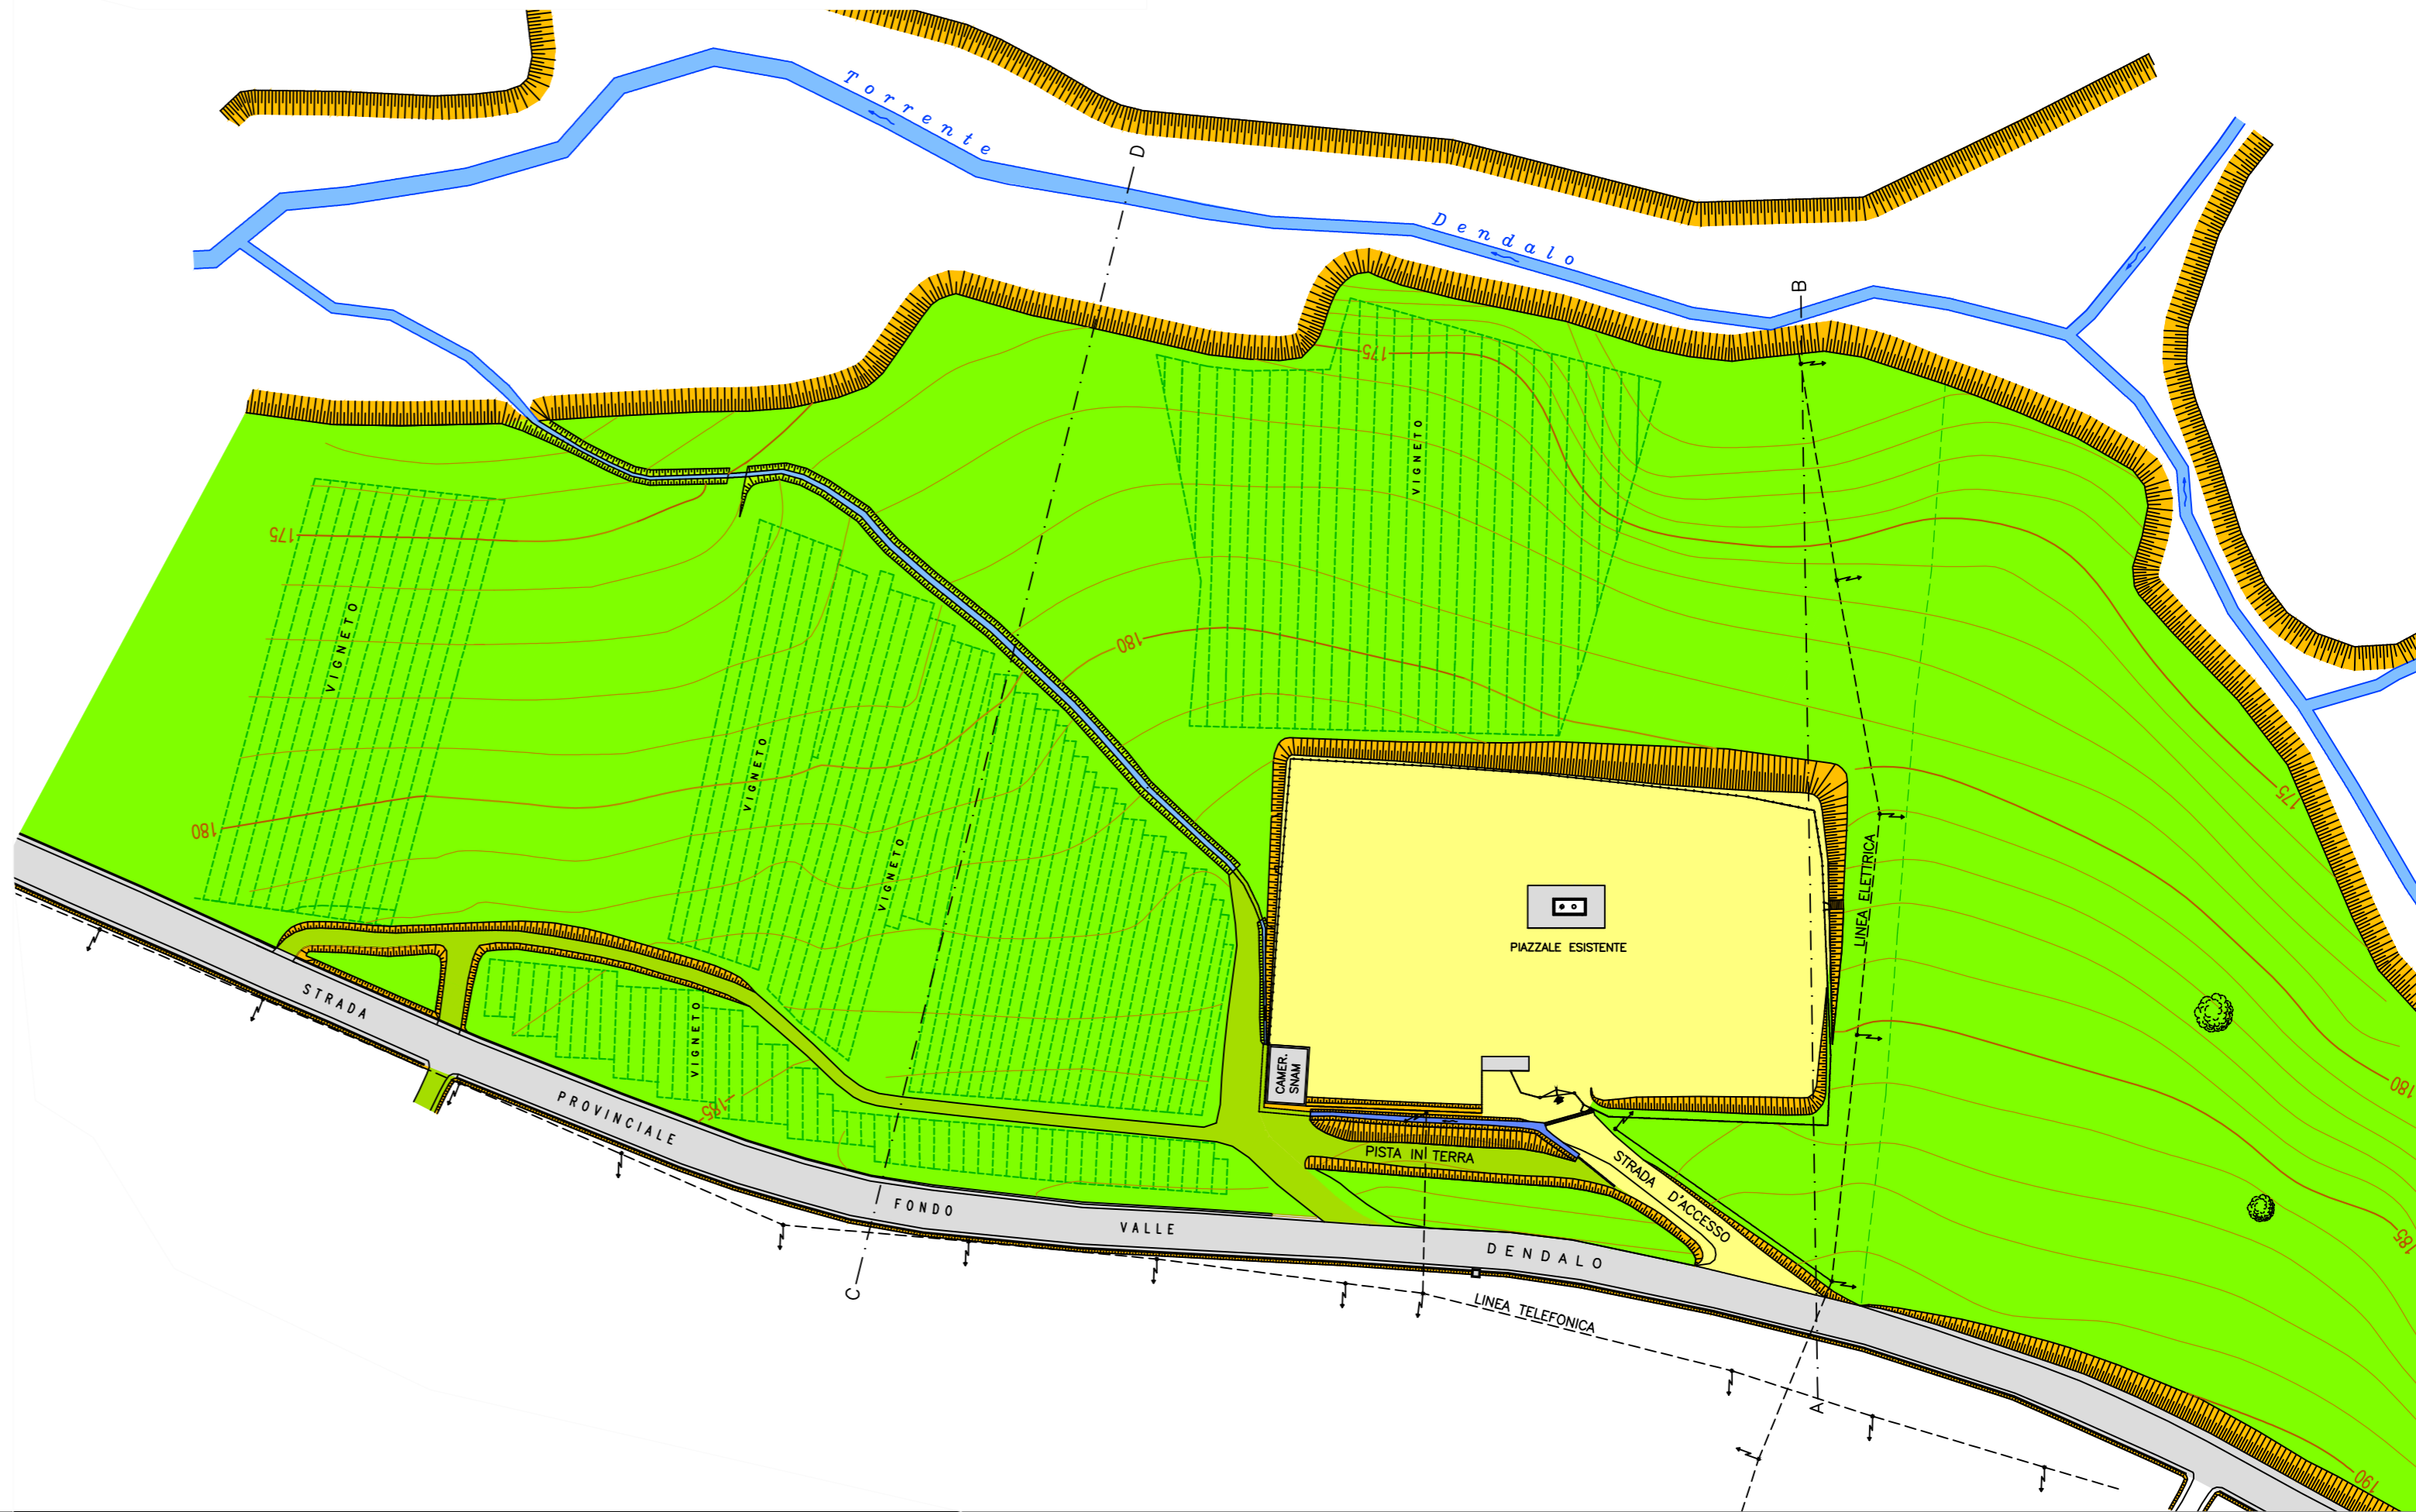 Torrente
D
Dendalo
B
175
VIGNETO
175
VIGNETO
180
VIGNETO
180
VIGNETO
175
LINEA ELETTRICA
PIAZZALE ESISTENTE
STRADA
VIGNETO
CAMER.
SNAM
180
185
PROVINCIALE
PISTA IN TERRA
STRADA D'ACCESSO
FONDO
VALLE
DENDALO
185
C
LINEA TELEFONICA
A
190